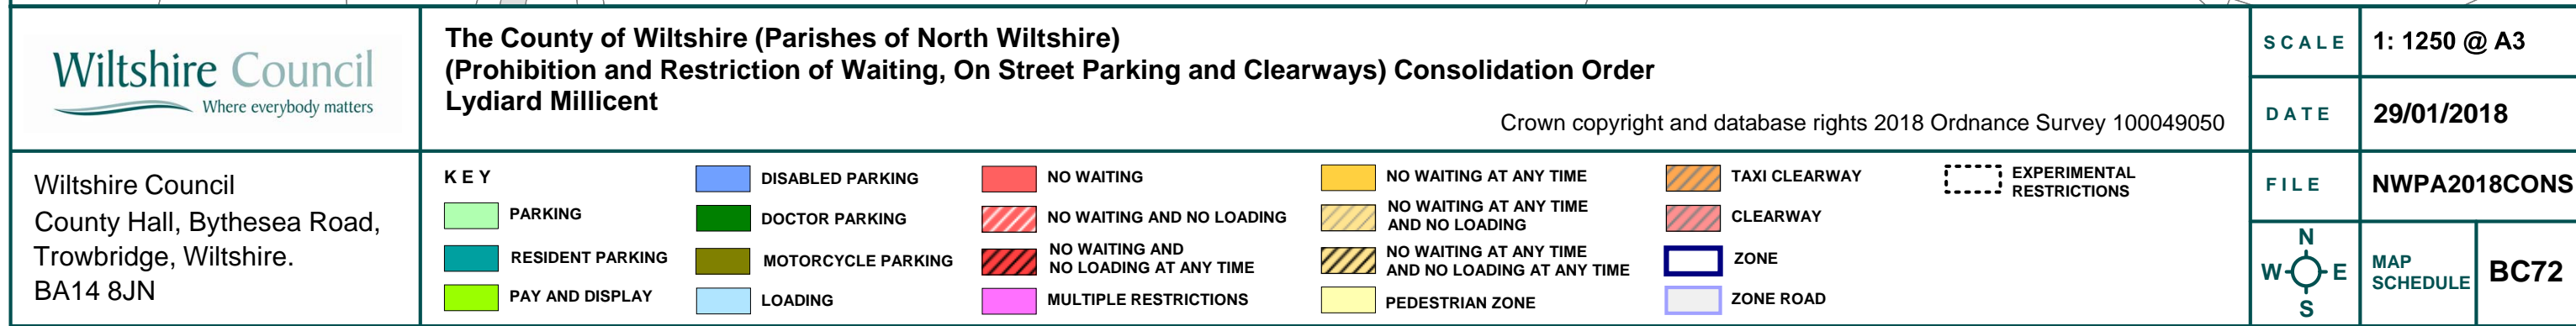 Wiltshire Council
Where everybody matters
The County of Wiltshire (Parishes of North Wiltshire)
(Prohibition and Restriction of Waiting, On Street Parking and Clearways) Consolidation Order
Lydiard Millicent
Crown copyright and database rights 2018 Ordnance Survey 100049050
SCALE
1: 1250 @ A3
DATE
29/01/2018
Wiltshire Council
County Hall, Bythesea Road,
Trowbridge, Wiltshire.
BA14 8JN
KEY
PARKING
RESIDENT PARKING
PAY AND DISPLAY
DISABLED PARKING
DOCTOR PARKING
MOTORCYCLE PARKING
LOADING
NO WAITING
NO WAITING AND NO LOADING
NO WAITING AND
NO LOADING AT ANY TIME
MULTIPLE RESTRICTIONS
NO WAITING AT ANY TIME
NO WAITING AT ANY TIME
AND NO LOADING
NO WAITING AT ANY TIME
AND NO LOADING AT ANY TIME
PEDESTRIAN ZONE
TAXI CLEARWAY
CLEARWAY
ZONE
ZONE ROAD
EXPERIMENTAL
RESTRICTIONS
FILE
NWPA2018CONS
N
W E
S
MAP
SCHEDULE
BC72